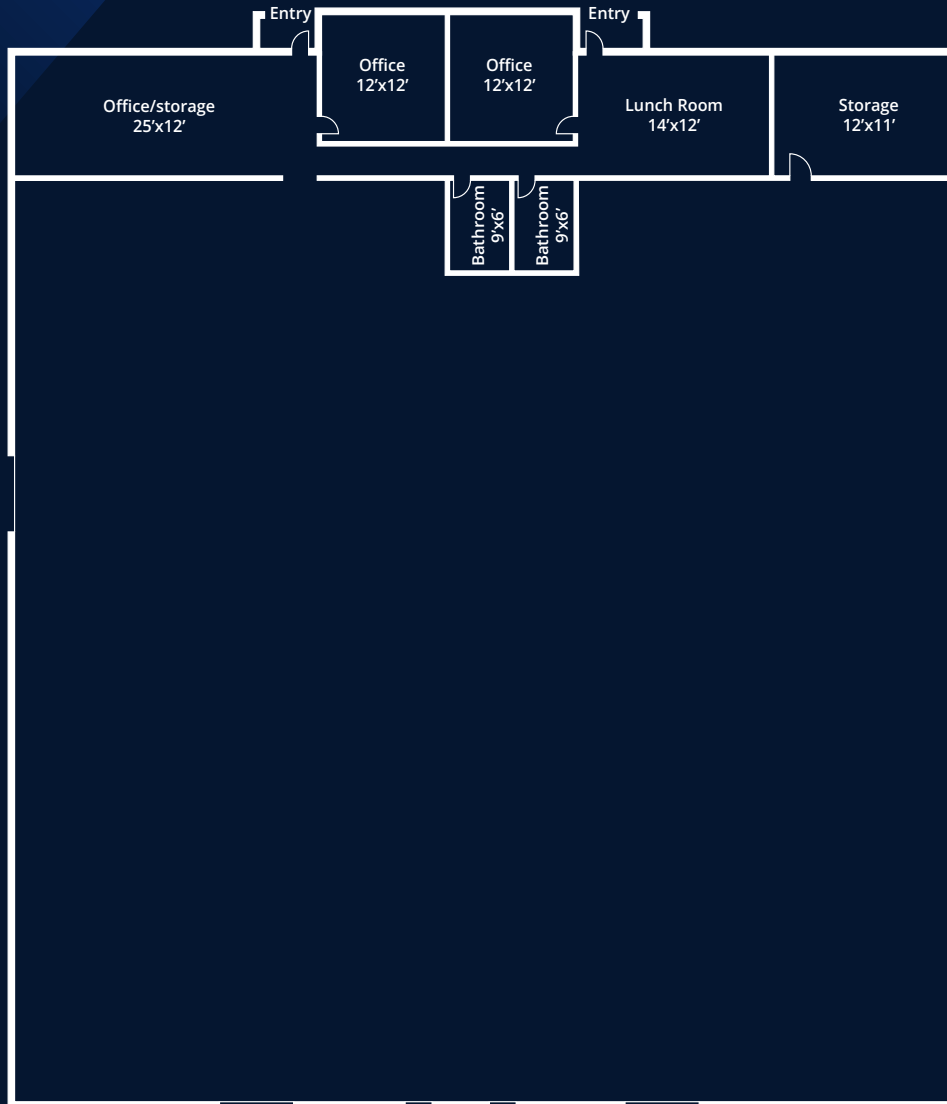 Entry
Entry
Office
12’x12’
Office
12’x12’
Office/storage
25’x12’
Lunch Room
14’x12’
Storage
12’x11’
Bathroom
9’x6’
Bathroom
9’x6’